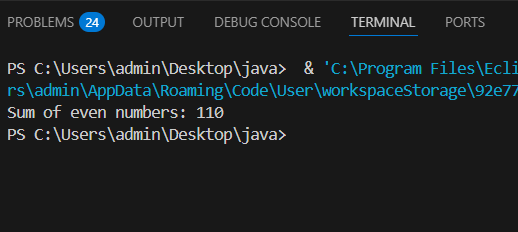 PROBLEMS 24 OUTPUT DEBUG CONSOLE TERMINAL PORTS
PS C:\Users\admin\Desktop\java>  & 'C:\Program Files\Ecli
rs\admin\AppData\Roaming\Code\User\workspaceStorage\92e77
Sum of even numbers: 110
PS C:\Users\admin\Desktop\java>